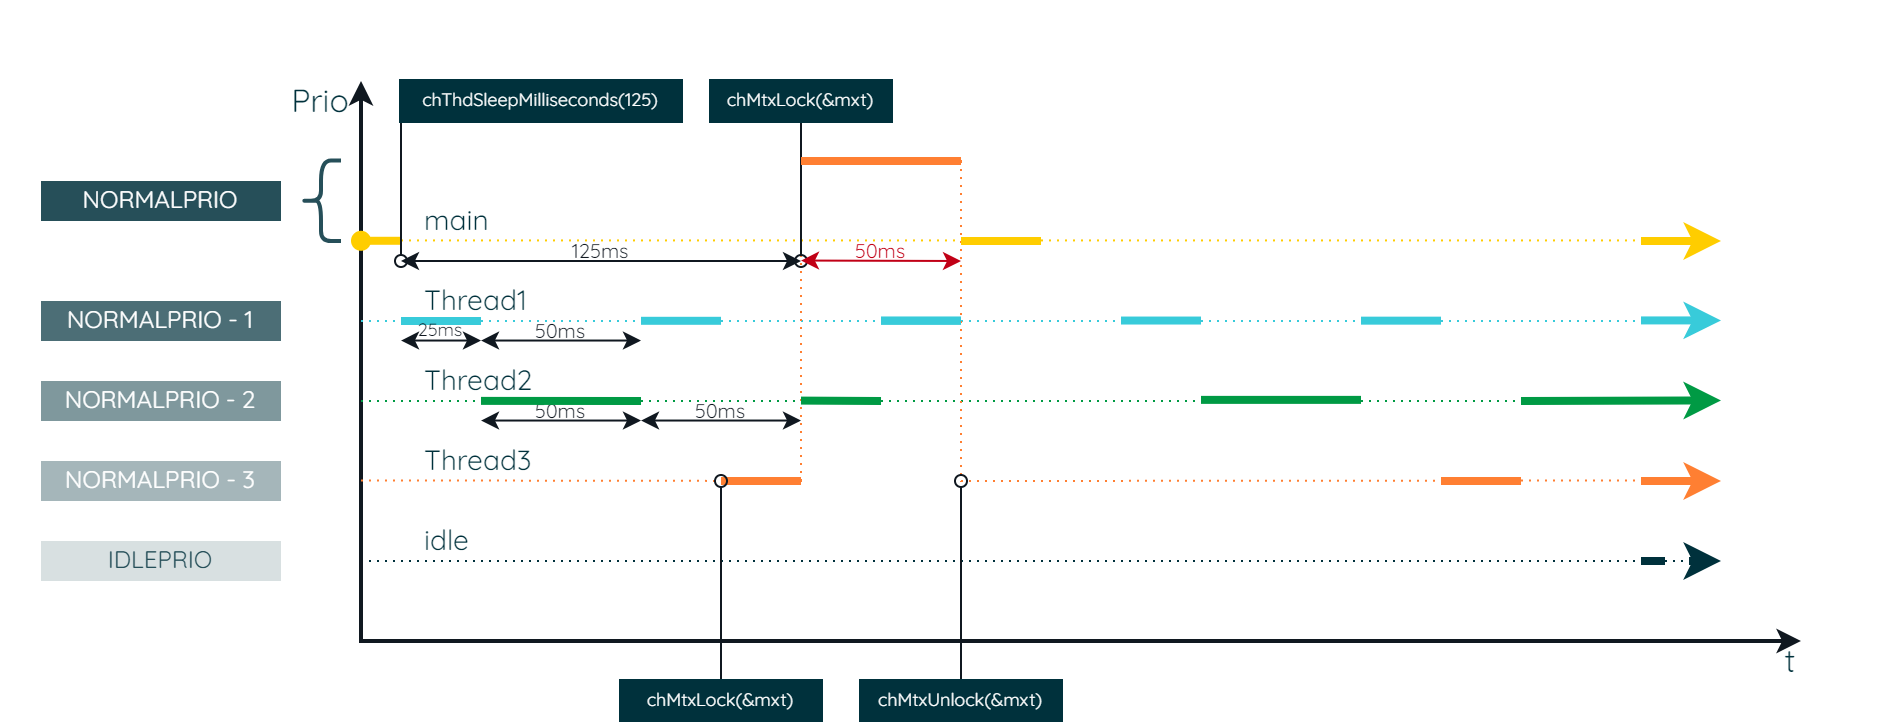 Prio
chThdSleepMilliseconds(125)
chMtxLock(&mxt)
NORMALPRIO
main
125ms
50ms
NORMALPRIO - 1
Thread1
25ms
50ms
NORMALPRIO - 2
Thread2
50ms
50ms
NORMALPRIO - 3
Thread3
IDLEPRIO
idle
t
chMtxLock(&mxt)
chMtxUnlock(&mxt)